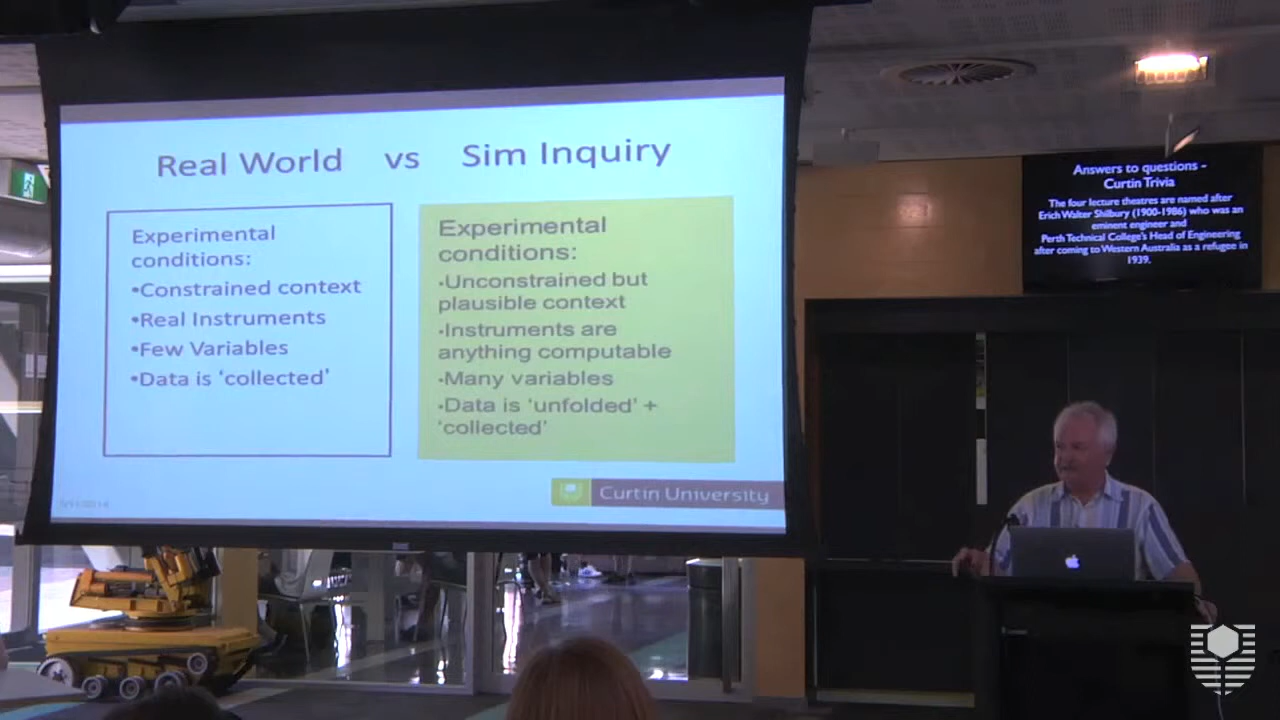 Real World vs Sim Inquiry
Experimental
conditions:
•Constrained context
•Real Instruments
•Few Variables
•Data is ‘collected’
Experimental
conditions:
•Unconstrained but
plausible context
•Instruments are
anything computable
•Many variables
•Data is ‘unfolded’ +
‘collected’
Curtin University
Answers to questions -
Curtin Trivia
The four lecture theatres are named after
Erich Walter Shilbury (1900-1986) who was an
eminent engineer and
Perth Technical College's Head of Engineering
after coming to Western Australia as a refugee in
1939.